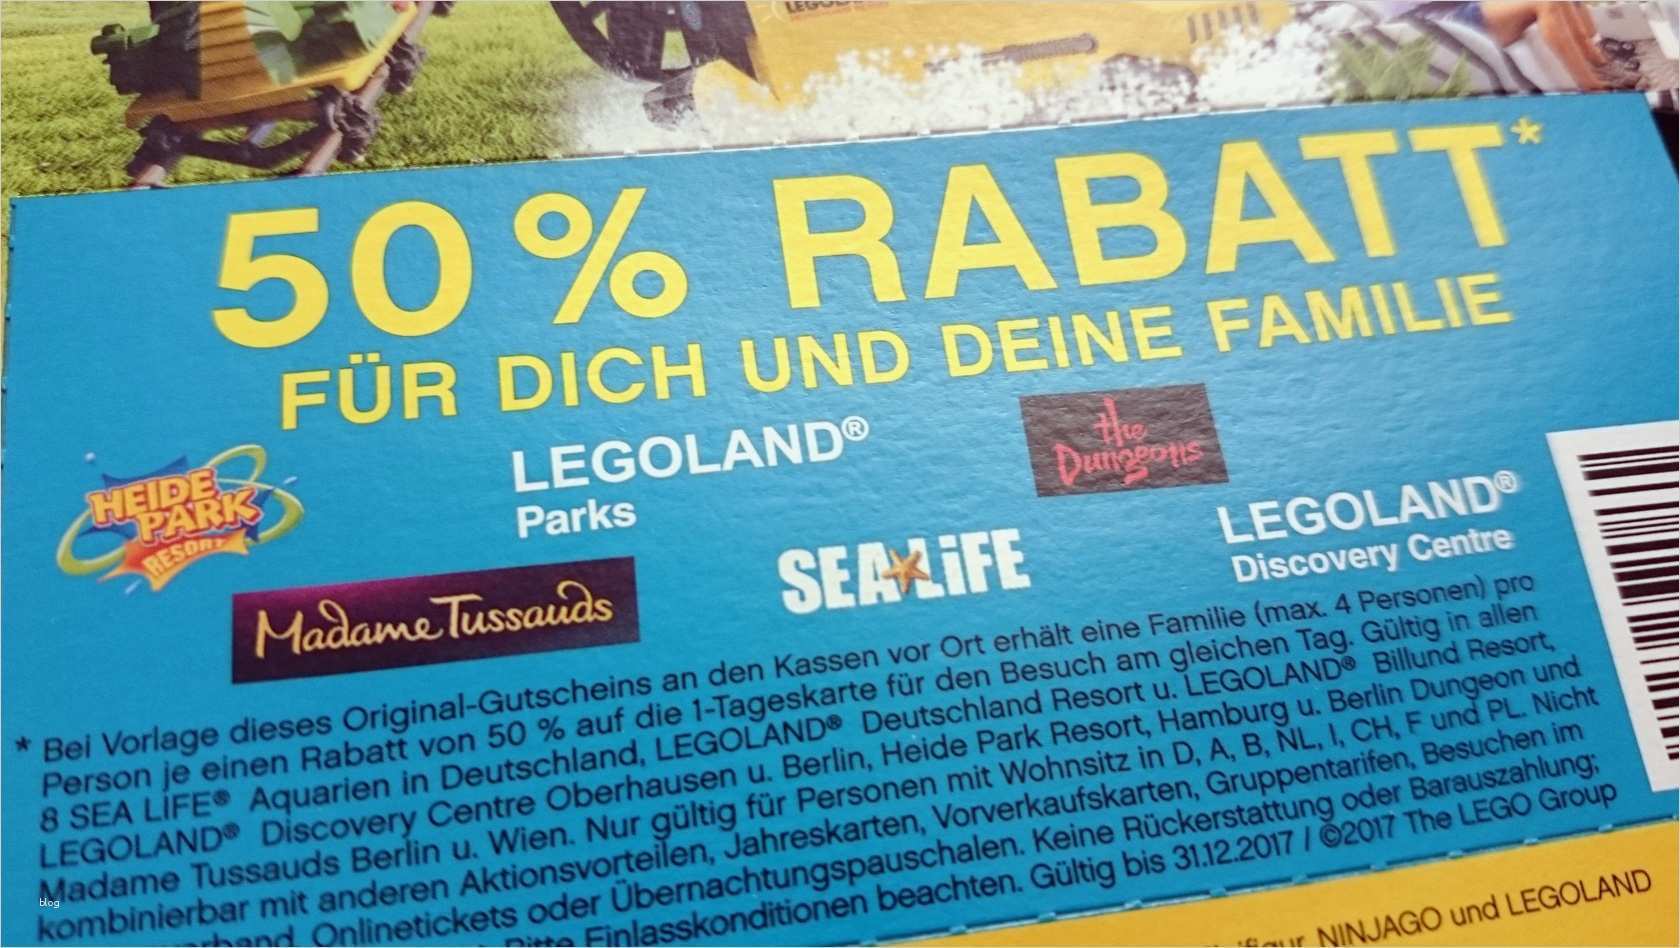 50% RABATT*
FÜR DICH UND DEINE FAMILIE
HEIDE
PARK
RESORT
LEGOLAND®
Parks
the
Dungeons
Madame Tussauds
SEA LiFE
LEGOLAND®
Discovery Centre
* Bei Vorlage dieses Original-Gutscheins an den Kassen vor Ort erhält eine Familie (max. 4 Personen) pro
Person je einen Rabatt von 50 % auf die 1-Tageskarte für den Besuch am gleichen Tag. Gültig in allen
8 SEA LIFE® Aquarien in Deutschland, LEGOLAND® Deutschland Resort u. LEGOLAND® Billund Resort,
LEGOLAND® Discovery Centre Oberhausen u. Berlin, Heide Park Resort, Hamburg u. Berlin Dungeon und
Madame Tussauds Berlin u. Wien. Nur gültig für Personen mit Wohnsitz in D, A, B, NL, I, CH, F und PL. Nicht
kombinierbar mit anderen Aktionsvorteilen, Jahreskarten, Vorverkaufskarten, Gruppentarifen, Besuchen im
Onlinetickets oder Übernachtungspauschalen. Keine Rückerstattung oder Barauszahlung;
Bitte Einlasskonditionen beachten. Gültig bis 31.12.2017 / ©2017 The LEGO Group
NINJAGO und LEGOLAND
blog